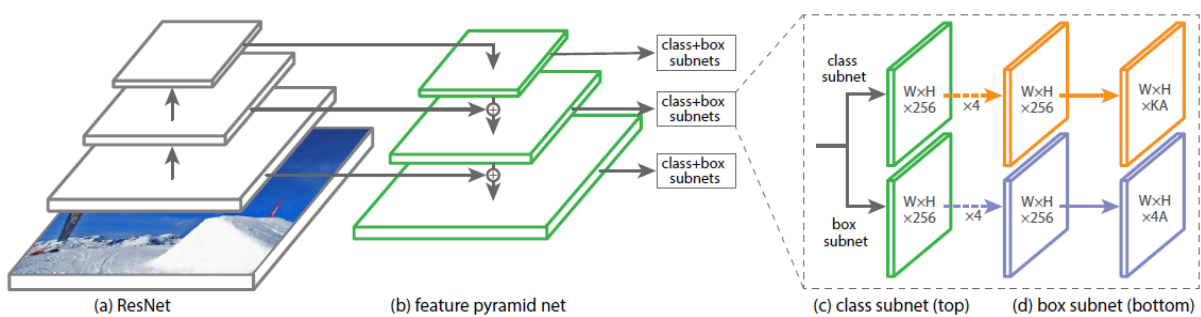 class+box
subnets
class+box
subnets
class+box
subnets
class
subnet
W×H
×256
×4
W×H
×256
W×H
×KA
+
+
box
subnet
W×H
×256
×4
W×H
×256
W×H
×4A
(a) ResNet
(b) feature pyramid net
(c) class subnet (top)
(d) box subnet (bottom)